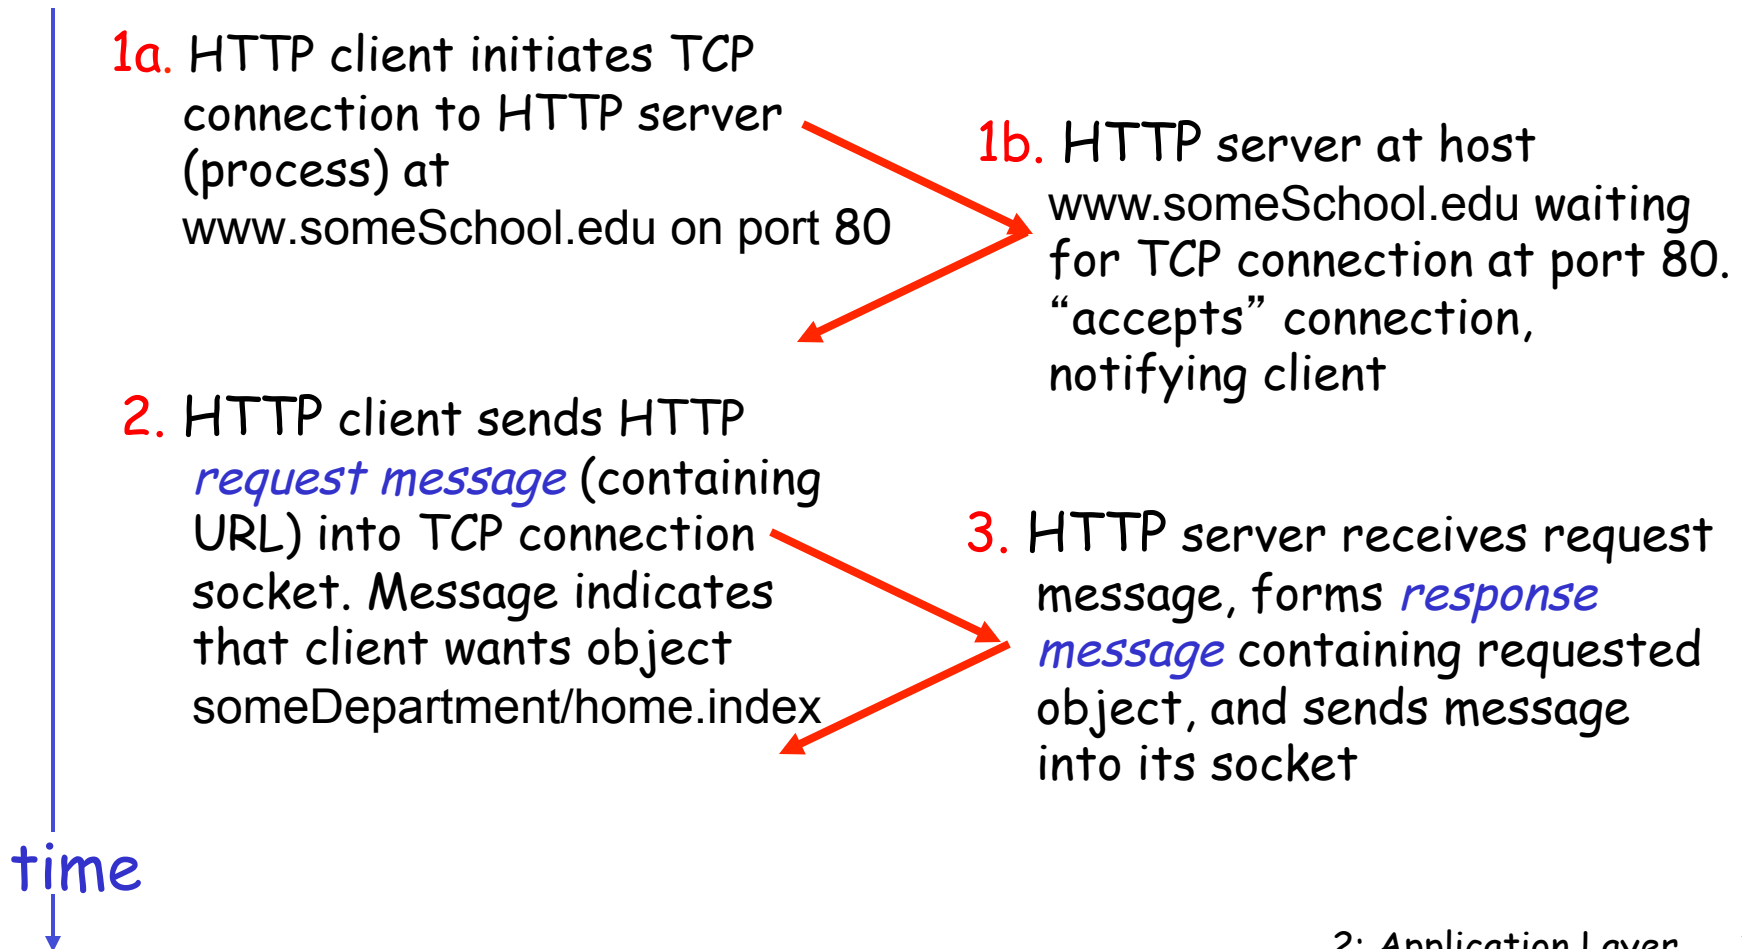 1a. HTTP client initiates TCP
connection to HTTP server
(process) at
www.someSchool.edu on port 80
1b. HTTP server at host
www.someSchool.edu waiting
for TCP connection at port 80.
“accepts” connection,
notifying client
2. HTTP client sends HTTP
request message (containing
URL) into TCP connection
socket. Message indicates
that client wants object
someDepartment/home.index
3. HTTP server receives request
message, forms response
message containing requested
object, and sends message
into its socket
time
2: Application Layer